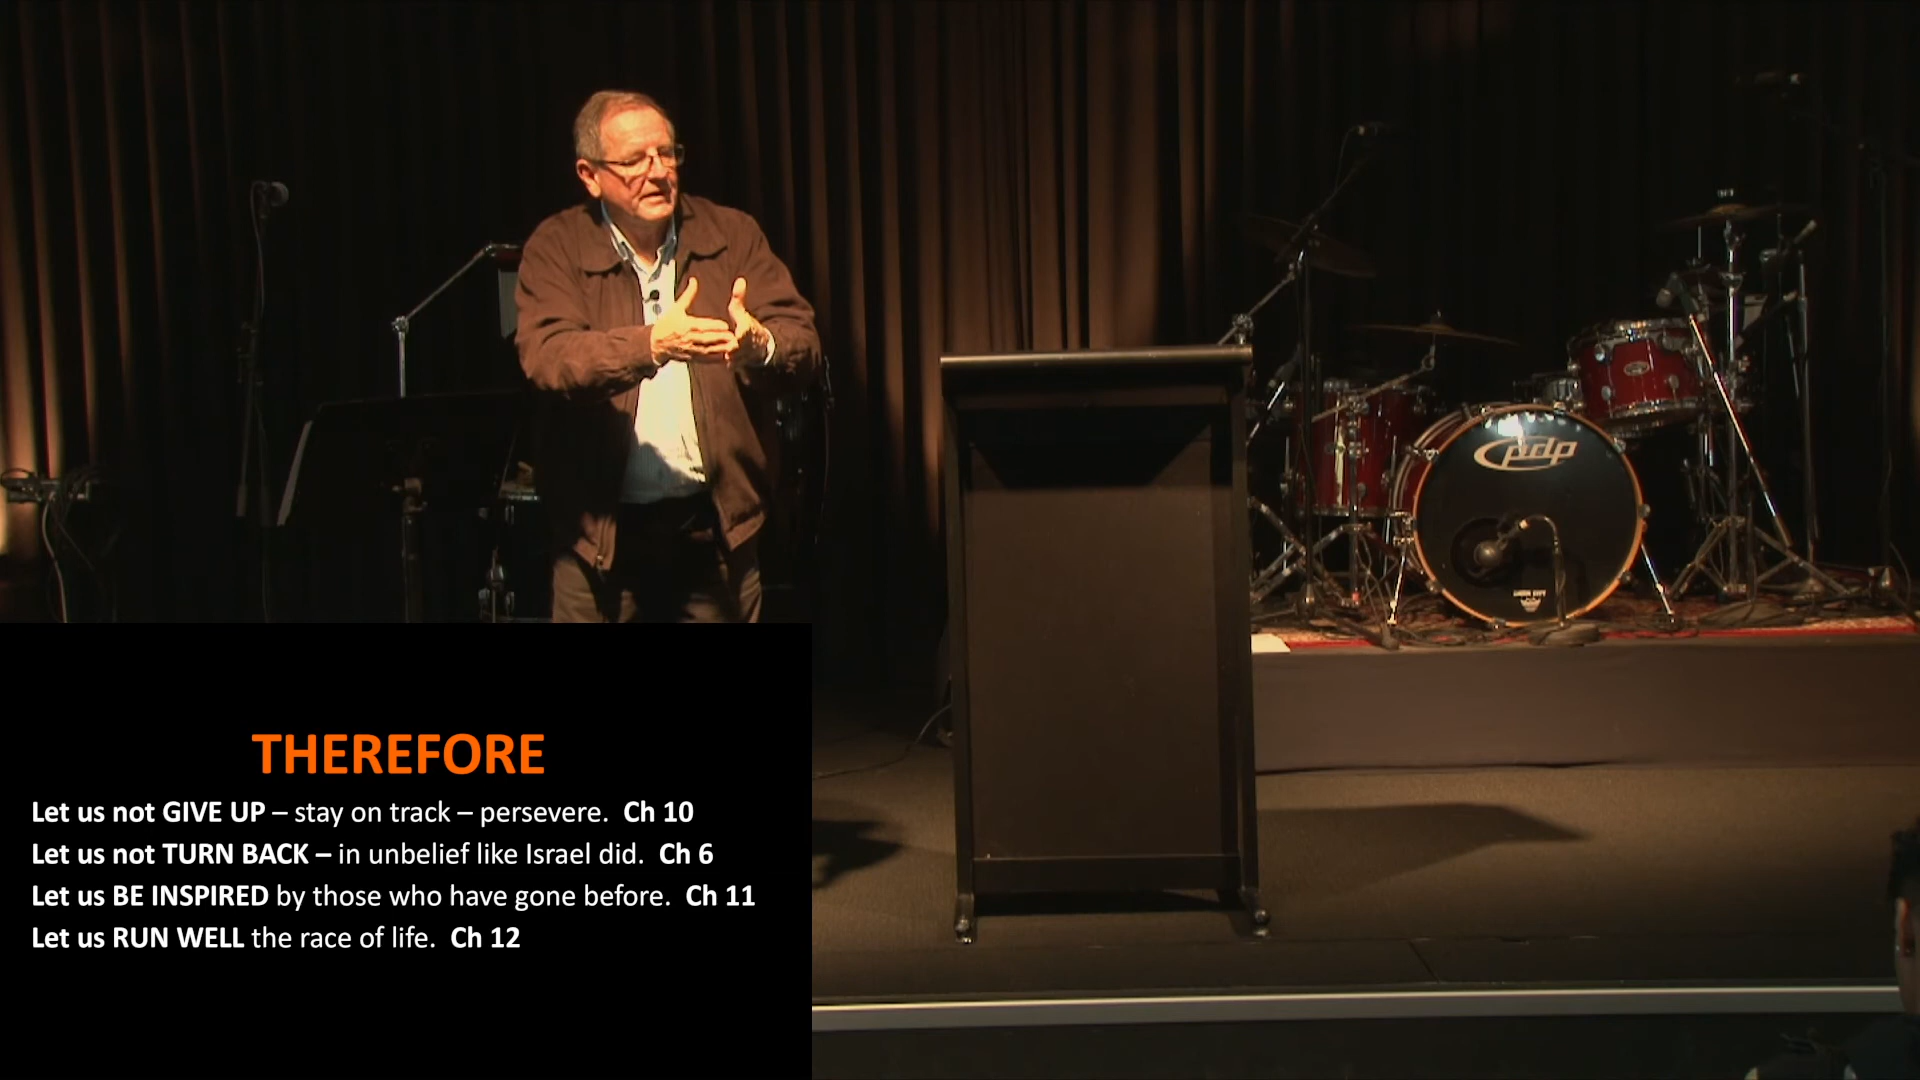 pdp
THEREFORE
Let us not GIVE UP – stay on track – persevere. Ch 10
Let us not TURN BACK – in unbelief like Israel did. Ch 6
Let us BE INSPIRED by those who have gone before. Ch 11
Let us RUN WELL the race of life. Ch 12